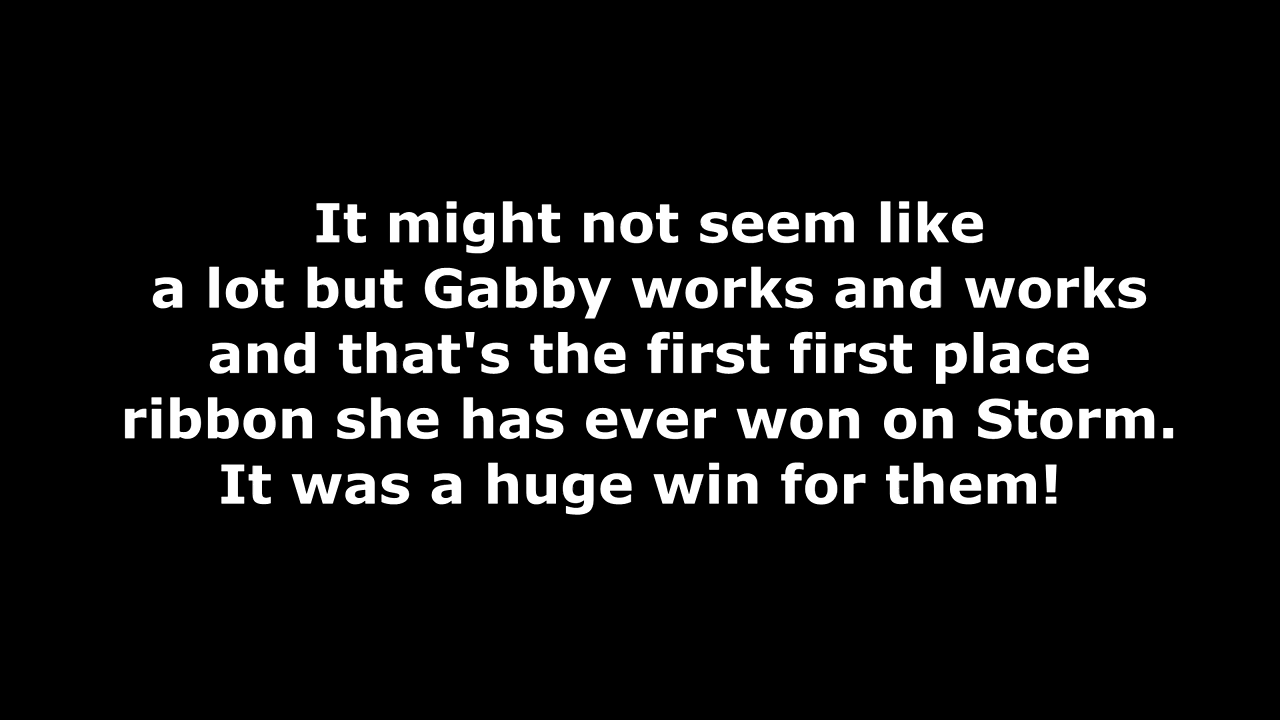 It might not seem like
a lot but Gabby works and works
and that's the first first place
ribbon she has ever won on Storm.
It was a huge win for them!